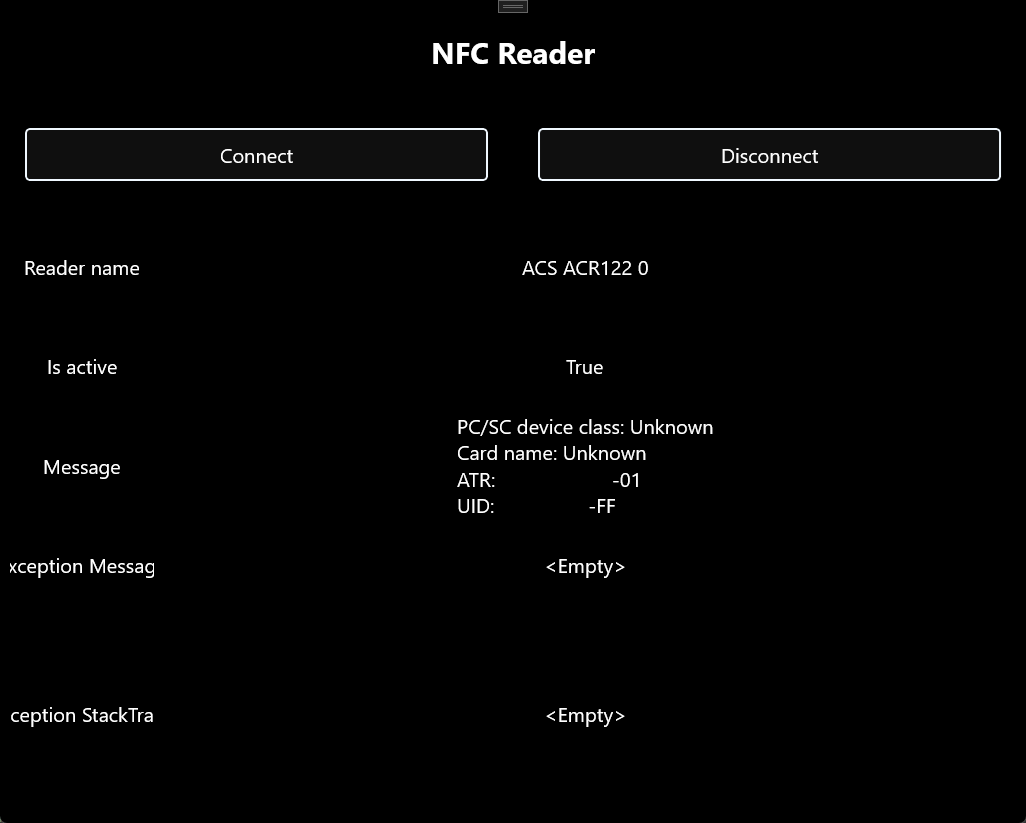 NFC Reader
Connect
Disconnect
Reader name
ACS ACR122 0
Is active
True
Message
PC/SC device class: Unknown
Card name: Unknown
ATR: -01
UID: -FF
xception Messag
<Empty>
ception StackTra
<Empty>